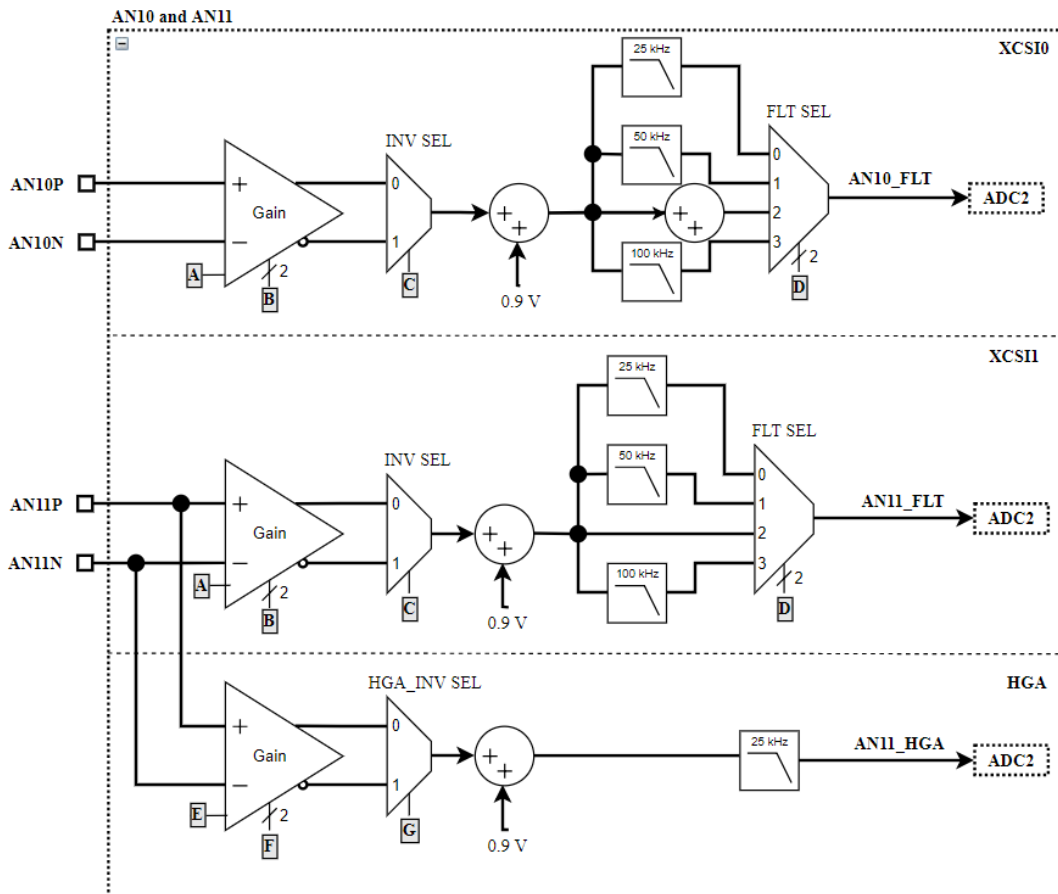 AN10 and AN11
XCSI0
25 kHz
FLT SEL
INV SEL
50 kHz
0
AN10P
+
0
1
AN10_FLT
ADC2
Gain
+
+
+
+
2
AN10N
−
1
3
A
2
B
C
0.9 V
100 kHz
2
D
XCSI1
25 kHz
FLT SEL
INV SEL
50 kHz
0
AN11P
+
0
1
AN11_FLT
ADC2
Gain
+
+
2
AN11N
−
1
3
A
2
B
C
0.9 V
100 kHz
2
D
HGA
HGA_INV SEL
+
0
25 kHz
AN11_HGA
ADC2
Gain
+
+
−
1
E
2
F
G
0.9 V